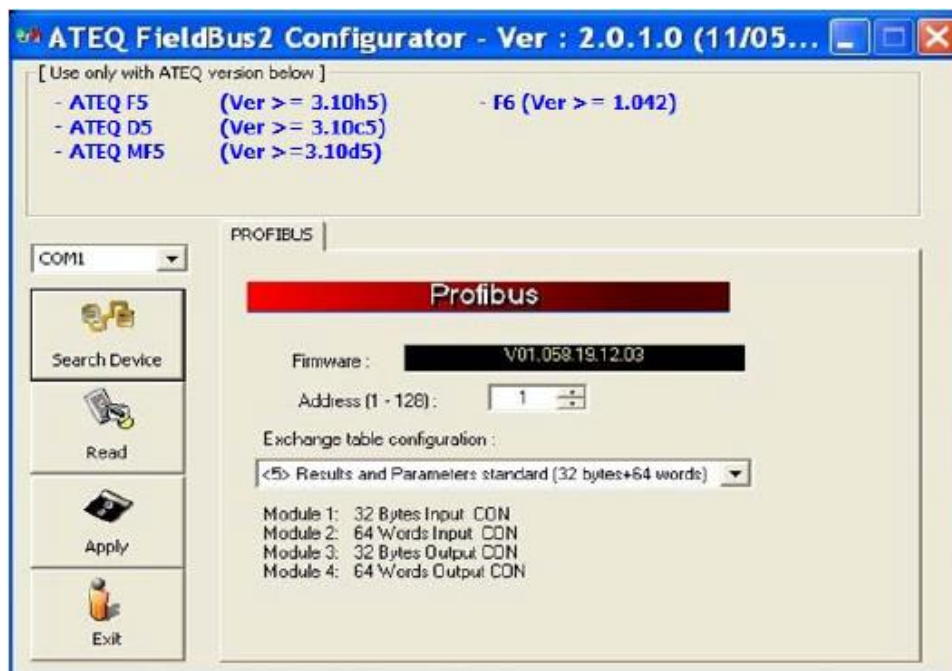 ATEQ FieldBus2 Configurator - Ver : 2.0.1.0 (11/05...
[ Use only with ATEQ version below ]
- ATEQ F5 (Ver >= 3.10h5) - F6 (Ver >= 1.042)
- ATEQ D5 (Ver >= 3.10c5)
- ATEQ MF5 (Ver >=3.10d5)
PROFIBUS
COM1
Profibus
Search Device
Firmware : V01.058.19.12.03
Address (1 - 128) : 1
Read
Exchange table configuration :
<5> Results and Parameters standard (32 bytes+64 words)
Module 1: 32 Bytes Input CON
Module 2: 64 Words Input CON
Module 3: 32 Bytes Output CON
Module 4: 64 Words Output CON
Apply
Exit